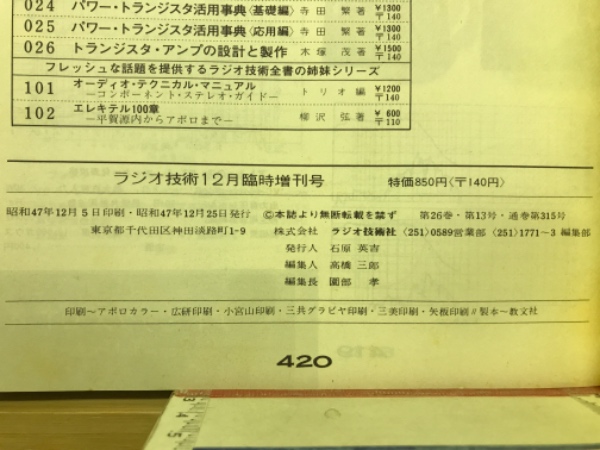 024 パワー・トランジスタ活用事典〈基礎編〉 寺田 繁著 ¥1300 〒140
025 パワー・トランジスタ活用事典〈応用編〉 寺田 繁著 ¥1300 〒140
026 トランジスタ・アンプの設計と製作 木塚 茂著 ¥1500 〒140
フレッシュな話題を提供するラジオ技術全書の姉妹シリーズ
101 オーディオ・テクニカル・マニュアル トリオ編 ¥1200 〒140
—コンポーネント・ステレオ・ガイド—
102 エレキテル100章 柳沢 弦著 ¥600 〒110
—平賀源内からアポロまで—
ラジオ技術12月臨時増刊号 特価850円〈〒140円〉
昭和47年12月5日印刷・昭和47年12月25日発行 ©本誌より無断転載を禁ず 第26巻・第13号・通巻第315号
東京都千代田区神田淡路町1-9 株式会社 ラジオ技術社 〈251〉0589営業部 〈251〉1771〜3 編集部
発行人 石原 英吉
編集人 高橋 三郎
編集長 園部 孝
印刷〜アポロカラー・広研印刷・小宮山印刷・三共グラビヤ印刷・三美印刷・矢板印刷〃製本〜教文社
420
3
4
5